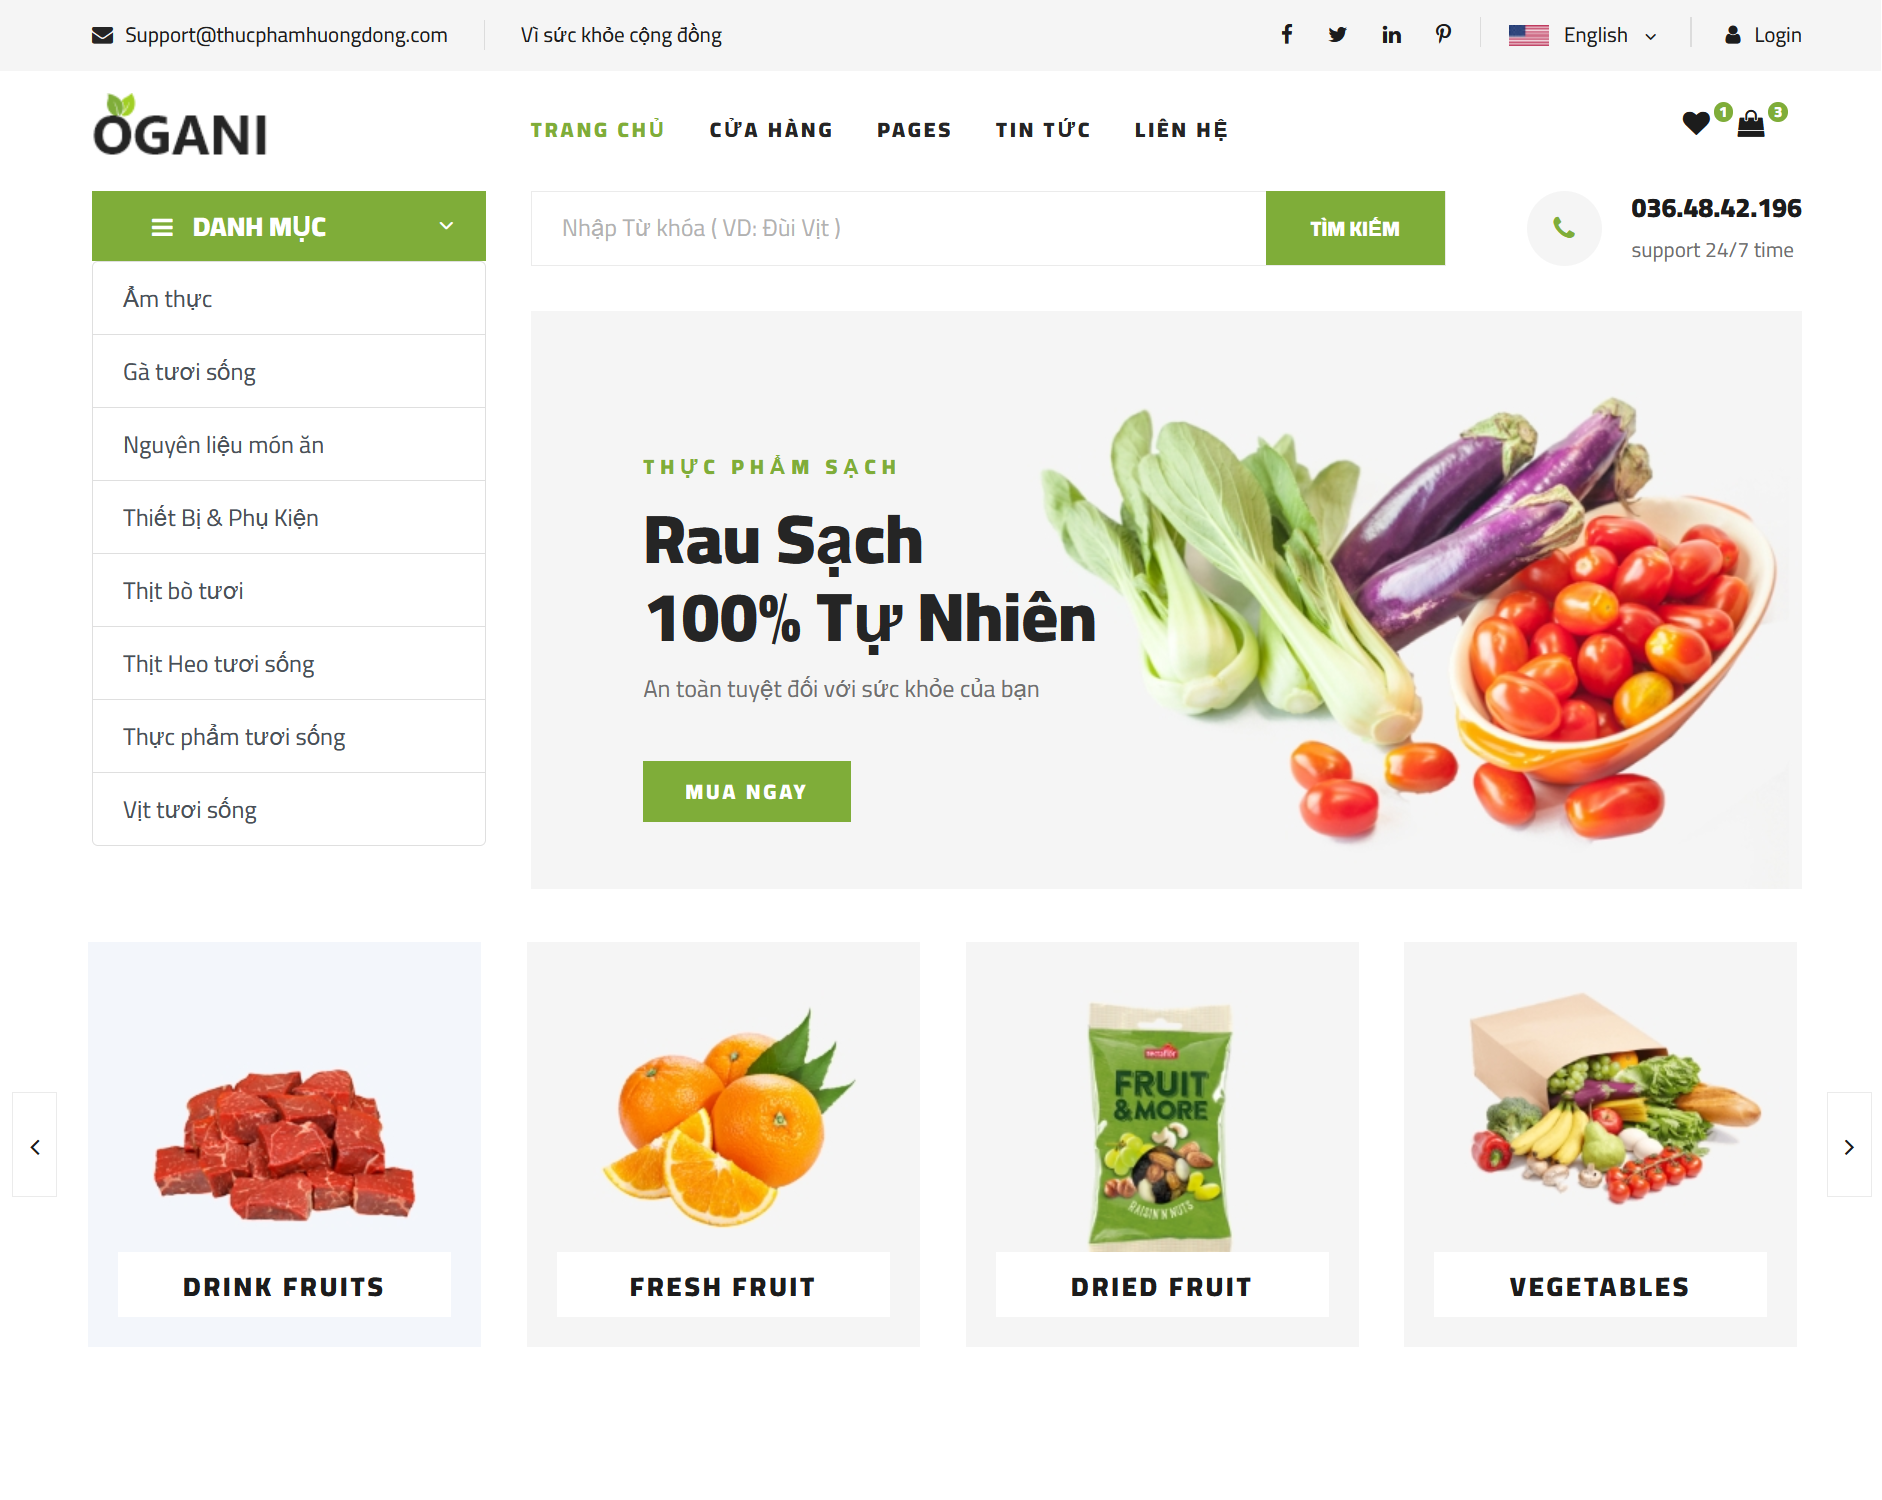 Support@thucphamhuongdong.com
Vì sức khỏe cộng đồng
English
Login
OGANI
TRANG CHỦ
CỬA HÀNG
PAGES
TIN TỨC
LIÊN HỆ
1
3
DANH MỤC
Nhập Từ khóa ( VD: Đùi Vịt )
TÌM KIẾM
036.48.42.196
support 24/7 time
Ẩm thực
Gà tươi sống
Nguyên liệu món ăn
Thiết Bị & Phụ Kiện
Thịt bò tươi
Thịt Heo tươi sống
Thực phẩm tươi sống
Vịt tươi sống
THỰC PHẨM SẠCH
Rau Sạch
100% Tự Nhiên
An toàn tuyệt đối với sức khỏe của bạn
MUA NGAY
FRUIT
&MORE
RAISIN'N NUTS
DRINK FRUITS
FRESH FRUIT
DRIED FRUIT
VEGETABLES